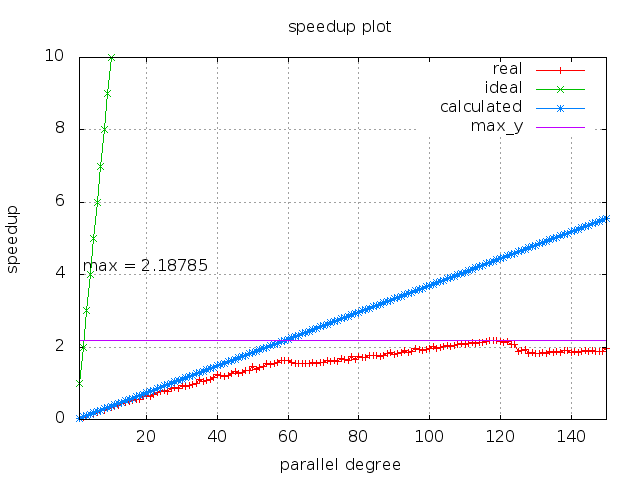 speedup plot
real
ideal
calculated
max_y
10
8
6
4
2
0
max = 2.18785
speedup
20 40 60 80 100 120 140
parallel degree